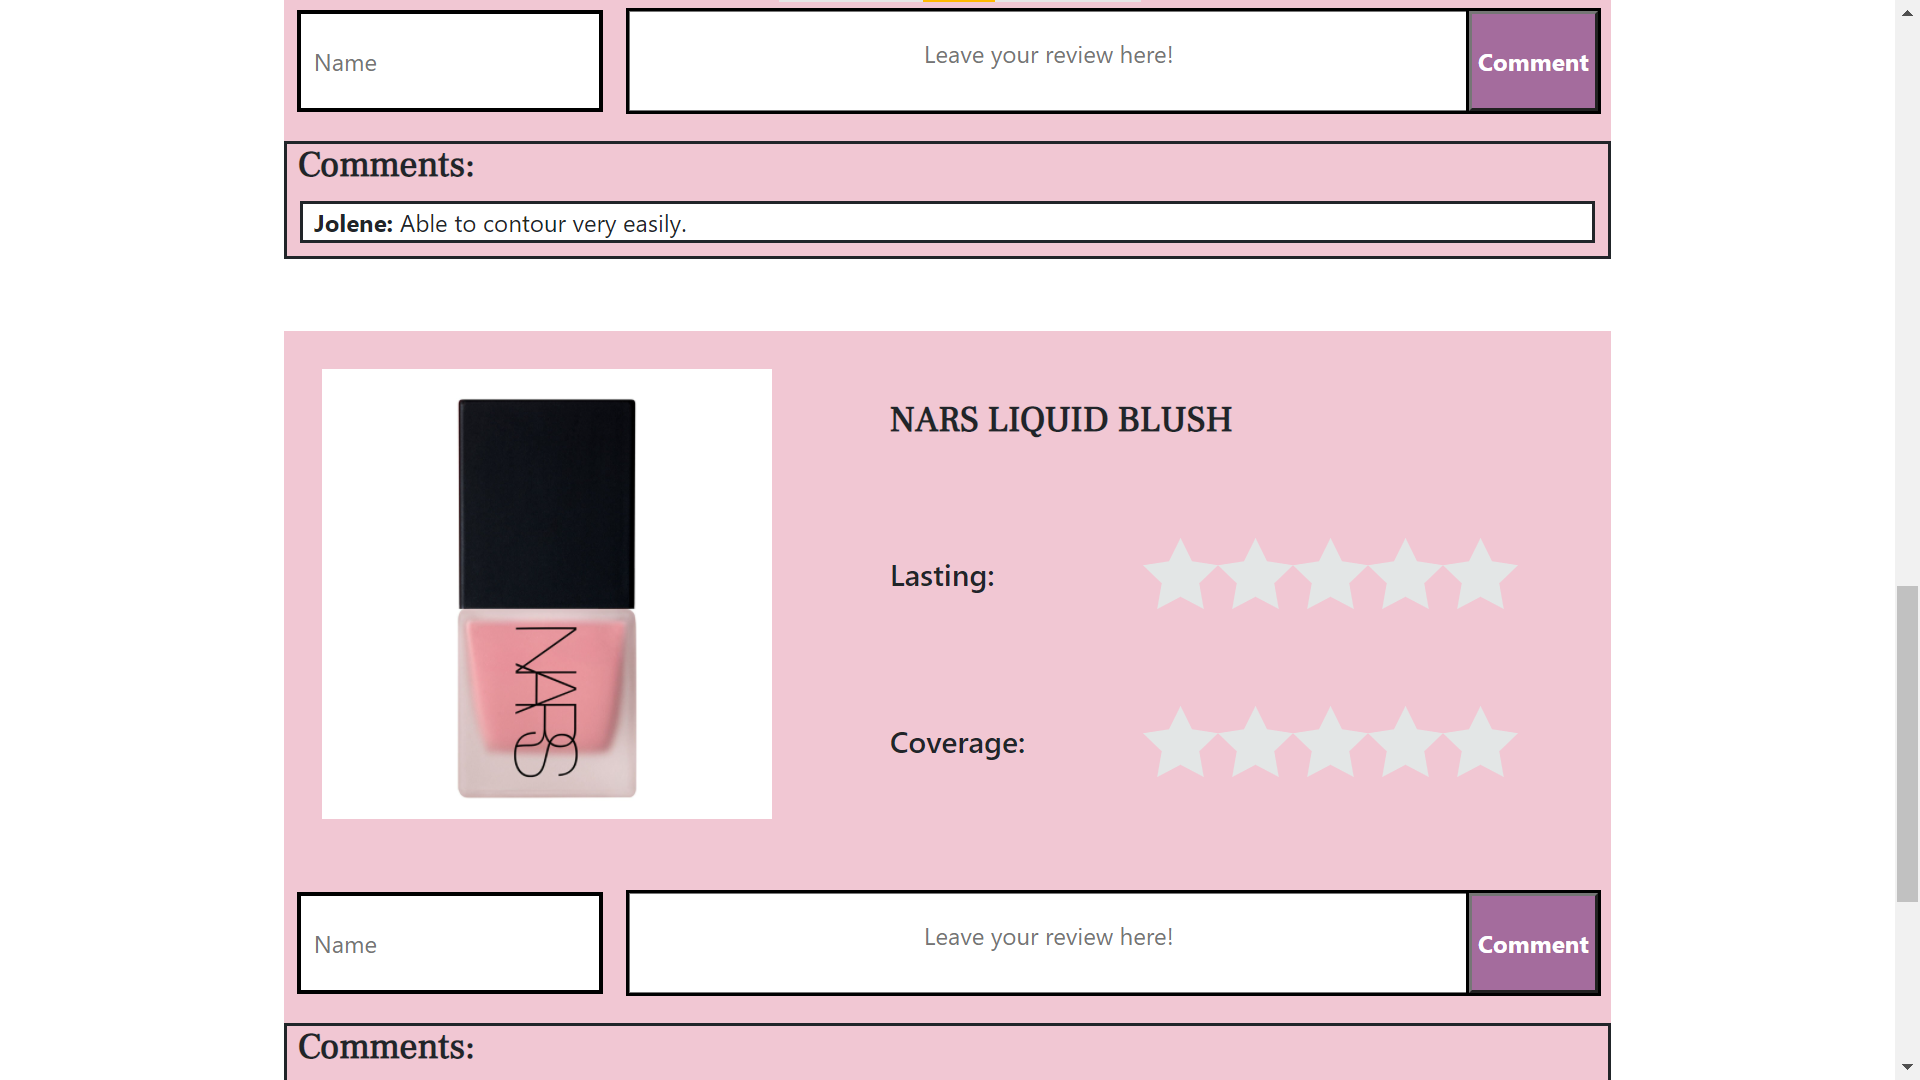 Name
Leave your review here!
Comment
Comments:
Jolene: Able to contour very easily.
NARS LIQUID BLUSH
NARS
Lasting:
Coverage:
Name
Leave your review here!
Comment
Comments: